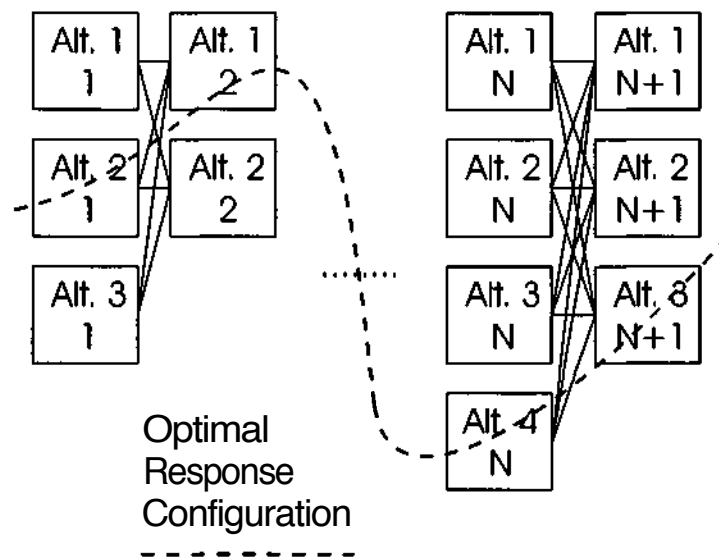 Alt. 1
1
Alt. 1
2
Alt. 2
1
Alt. 2
2
Alt. 3
1
Alt. 1
N
Alt. 1
N+1
Alt. 2
N
Alt. 2
N+1
Alt. 3
N
Alt. 3
N+1
Alt. 4
N
Optimal
Response
Configuration